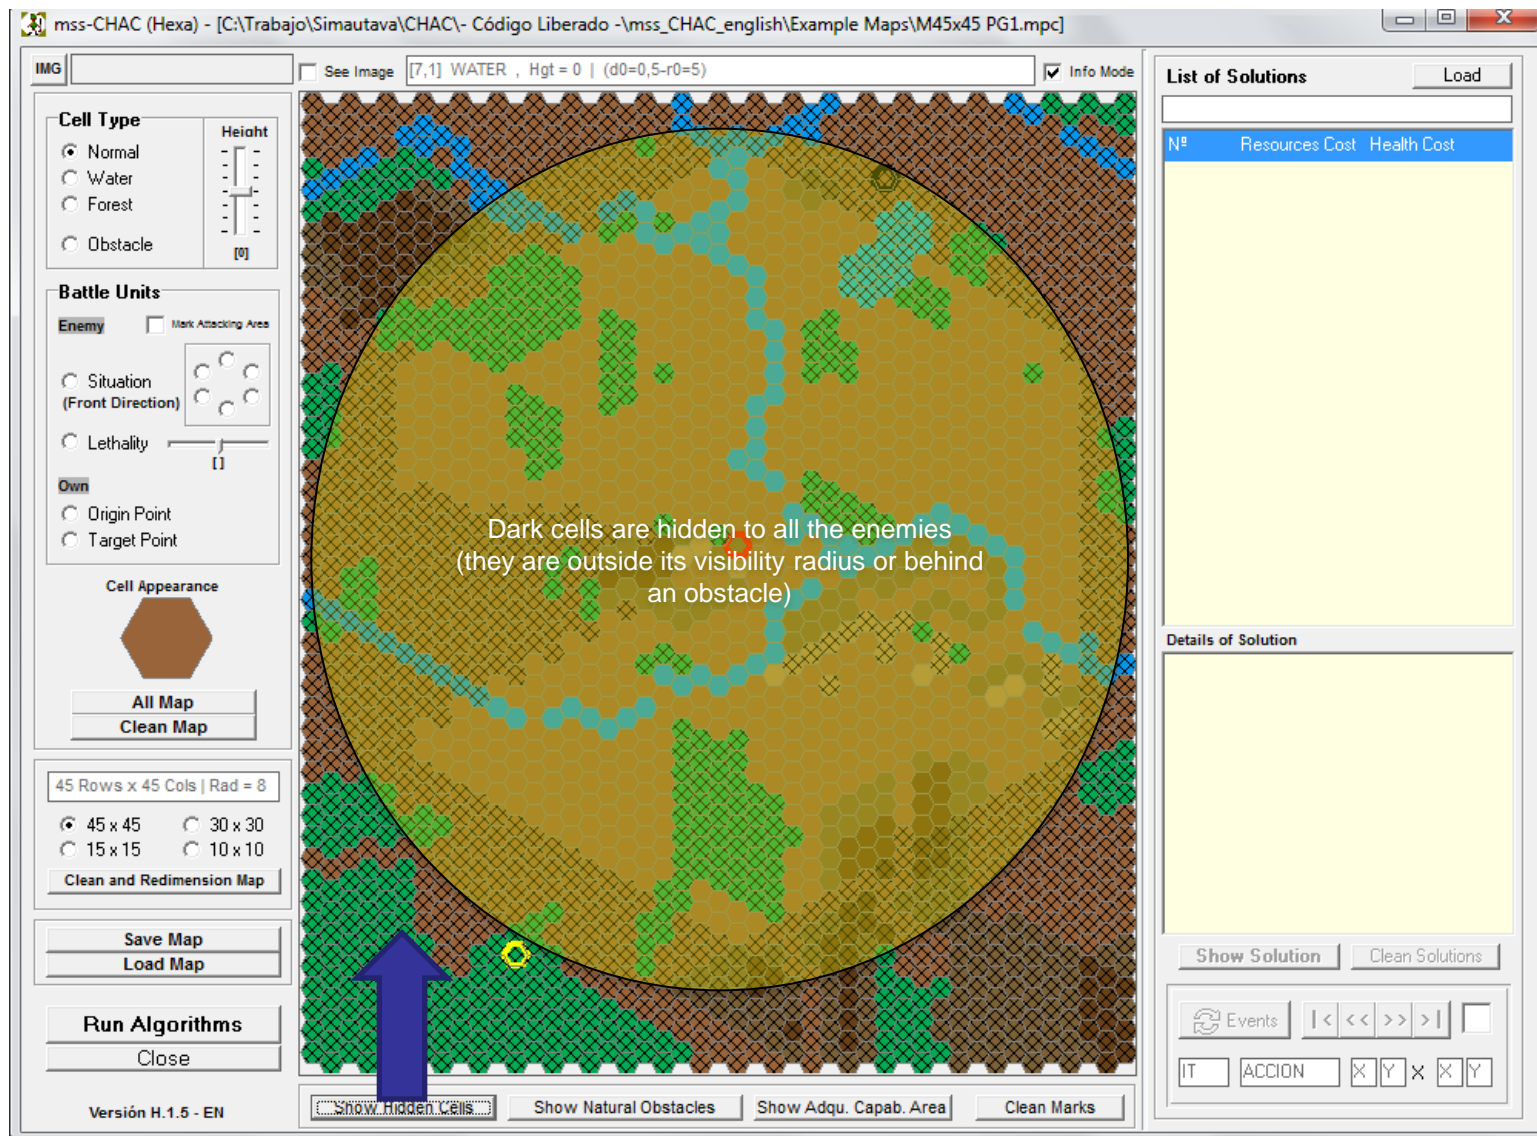 mss-CHAC (Hexa) - [C:\Trabajo\Simautava\CHAC\- Código Liberado -\mss_CHAC_english\Example Maps\M45x45 PG1.mpc]
IMG
See Image
[7,1] WATER , Hgt = 0 | (d0=0,5-r0=5)
Info Mode
Cell Type
Height
Normal
Water
Forest
Obstacle
[0]
Battle Units
Enemy
Mark Attacking Area
Situation
(Front Direction)
Lethality
[ ]
Own
Origin Point
Target Point
Cell Appearance
All Map
Clean Map
45 Rows x 45 Cols | Rad = 8
45 x 45
30 x 30
15 x 15
10 x 10
Clean and Redimension Map
Save Map
Load Map
Run Algorithms
Close
Versión H.1.5 - EN
Dark cells are hidden to all the enemies
(they are outside its visibility radius or behind
an obstacle)
Show Hidden Cells
Show Natural Obstacles
Show Adqu. Capab. Area
Clean Marks
List of Solutions
Load
Nº Resources Cost Health Cost
Details of Solution
Show Solution
Clean Solutions
Events
|< << >> >|
IT ACCION X Y X X Y